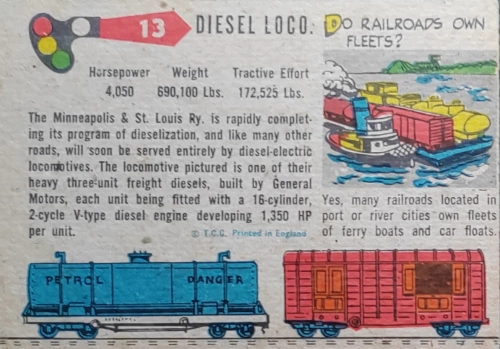 13 DIESEL LOCO.
Horsepower Weight Tractive Effort
4,050 690,100 Lbs. 172,525 Lbs.
The Minneapolis & St. Louis Ry. is rapidly complet-
ing its program of dieselization, and like many other
roads, will soon be served entirely by diesel-electric
locomotives. The locomotive pictured is one of their
heavy three-unit freight diesels, built by General
Motors, each unit being fitted with a 16-cylinder,
2-cycle V-type diesel engine developing 1,350 HP
per unit.
© T.C.G. Printed in England
DO RAILROADS OWN
FLEETS?
Yes, many railroads located in
port or river cities own fleets
of ferry boats and car floats.
PETROL DANGER